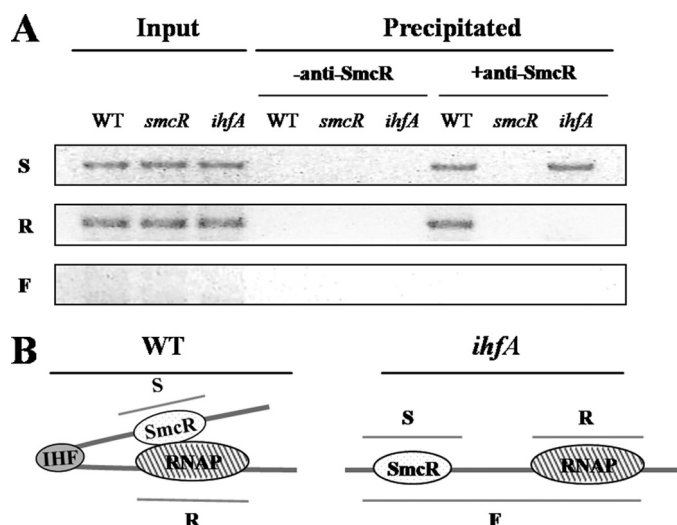 A
Input Precipitated
-anti-SmcR +anti-SmcR
WT smcR ihfA WT smcR ihfA WT smcR ihfA
S
R
F
B
WT ihfA
S
SmcR
IHF
RNAP
R
S R
SmcR RNAP
F